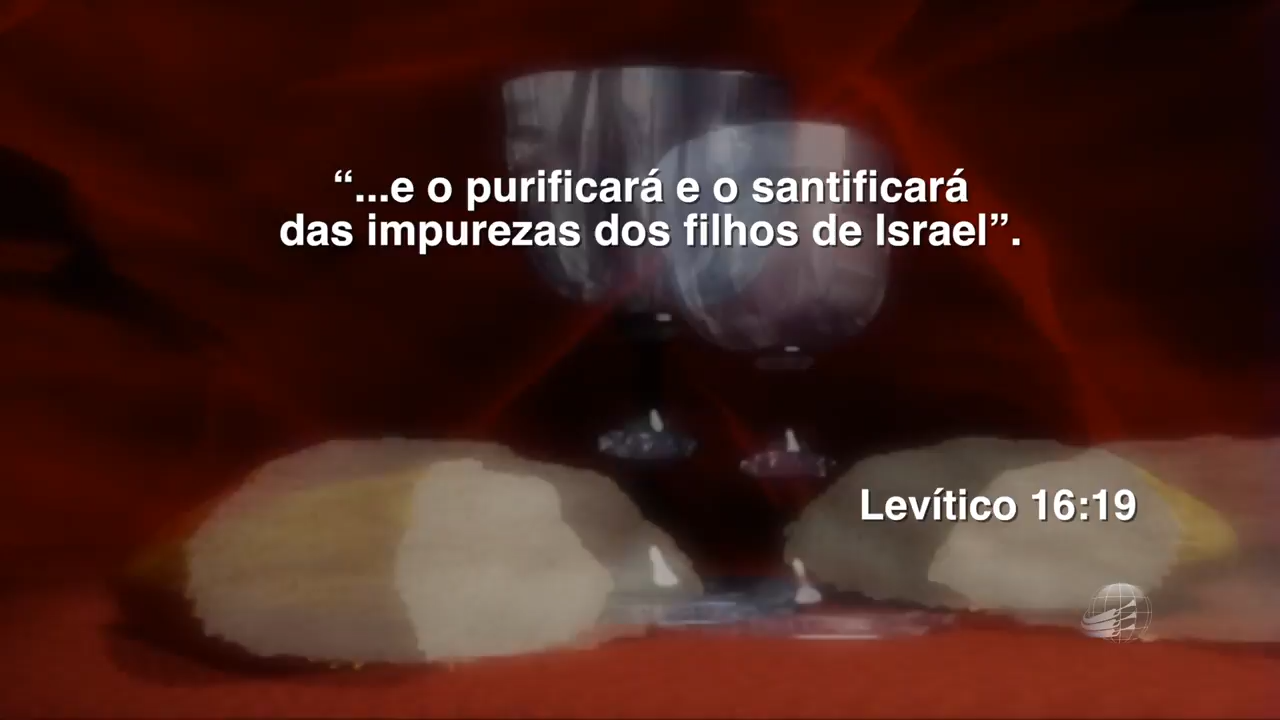 “...e o purificará e o santificará
das impurezas dos filhos de Israel”.
Levítico 16:19